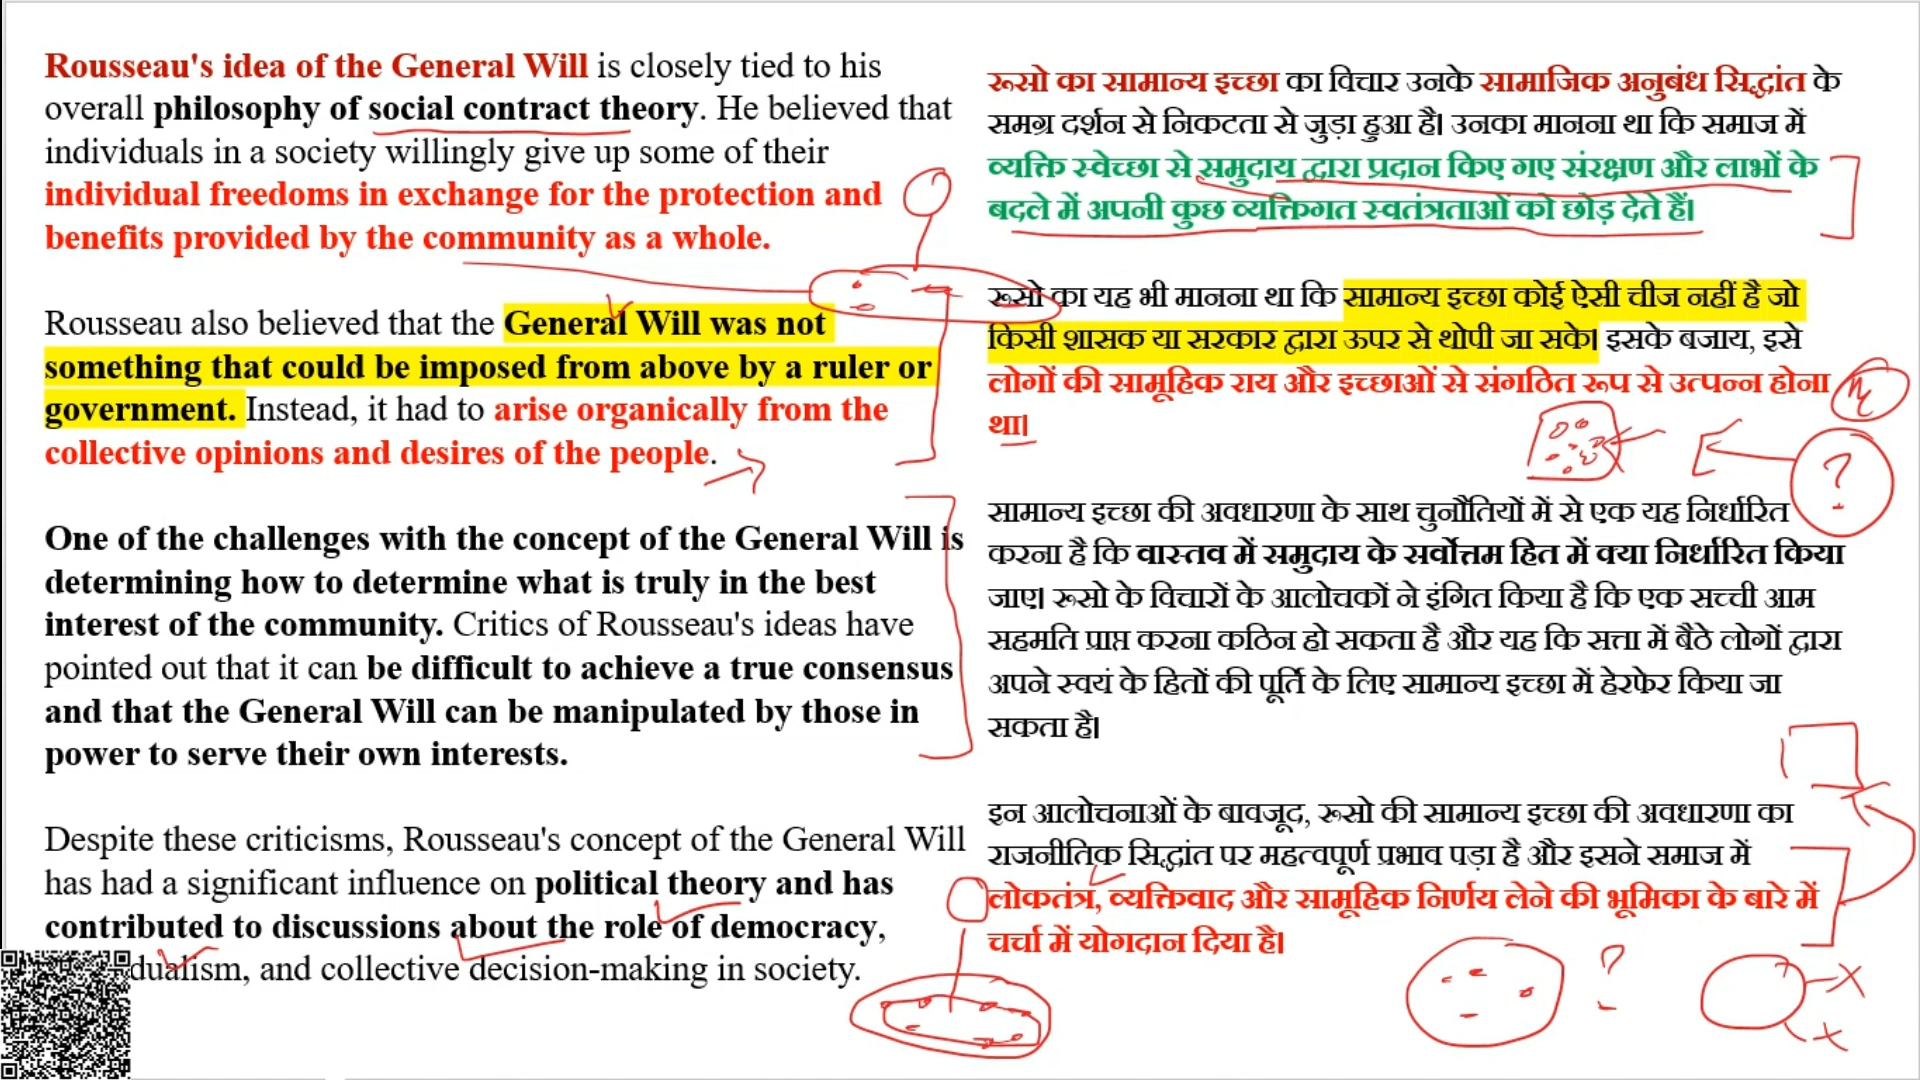 Rousseau's idea of the General Will is closely tied to his
overall philosophy of social contract theory. He believed that
individuals in a society willingly give up some of their
individual freedoms in exchange for the protection and
benefits provided by the community as a whole.
Rousseau also believed that the General Will was not
something that could be imposed from above by a ruler or
government. Instead, it had to arise organically from the
collective opinions and desires of the people.
One of the challenges with the concept of the General Will is
determining how to determine what is truly in the best
interest of the community. Critics of Rousseau's ideas have
pointed out that it can be difficult to achieve a true consensus
and that the General Will can be manipulated by those in
power to serve their own interests.
Despite these criticisms, Rousseau's concept of the General Will
has had a significant influence on political theory and has
contributed to discussions about the role of democracy,
dualism, and collective decision-making in society.
रूसो का सामान्य इच्छा का विचार उनके सामाजिक अनुबंध सिद्धांत के
समग्र दर्शन से निकटता से जुड़ा हुआ है। उनका मानना था कि समाज में
व्यक्ति स्वेच्छा से समुदाय द्वारा प्रदान किए गए संरक्षण और लाभों के
बदले में अपनी कुछ व्यक्तिगत स्वतंत्रताओं को छोड़ देते हैं।
रूसो का यह भी मानना था कि सामान्य इच्छा कोई ऐसी चीज नहीं है जो
किसी शासक या सरकार द्वारा ऊपर से थोपी जा सके। इसके बजाय, इसे
लोगों की सामूहिक राय और इच्छाओं से संगठित रूप से उत्पन्न होना
था।
?
सामान्य इच्छा की अवधारणा के साथ चुनौतियों में से एक यह निर्धारित
करना है कि वास्तव में समुदाय के सर्वोत्तम हित में क्या निर्धारित किया
जाए। रूसो के विचारों के आलोचकों ने इंगित किया है कि एक सच्ची आम
सहमति प्राप्त करना कठिन हो सकता है और यह कि सत्ता में बैठे लोगों द्वारा
अपने स्वयं के हितों की पूर्ति के लिए सामान्य इच्छा में हेरफेर किया जा
सकता है।
इन आलोचनाओं के बावजूद, रूसो की सामान्य इच्छा की अवधारणा का
राजनीतिक सिद्धांत पर महत्वपूर्ण प्रभाव पड़ा है और इसने समाज में
लोकतंत्र, व्यक्तिवाद और सामूहिक निर्णय लेने की भूमिका के बारे में
चर्चा में योगदान दिया है।
?